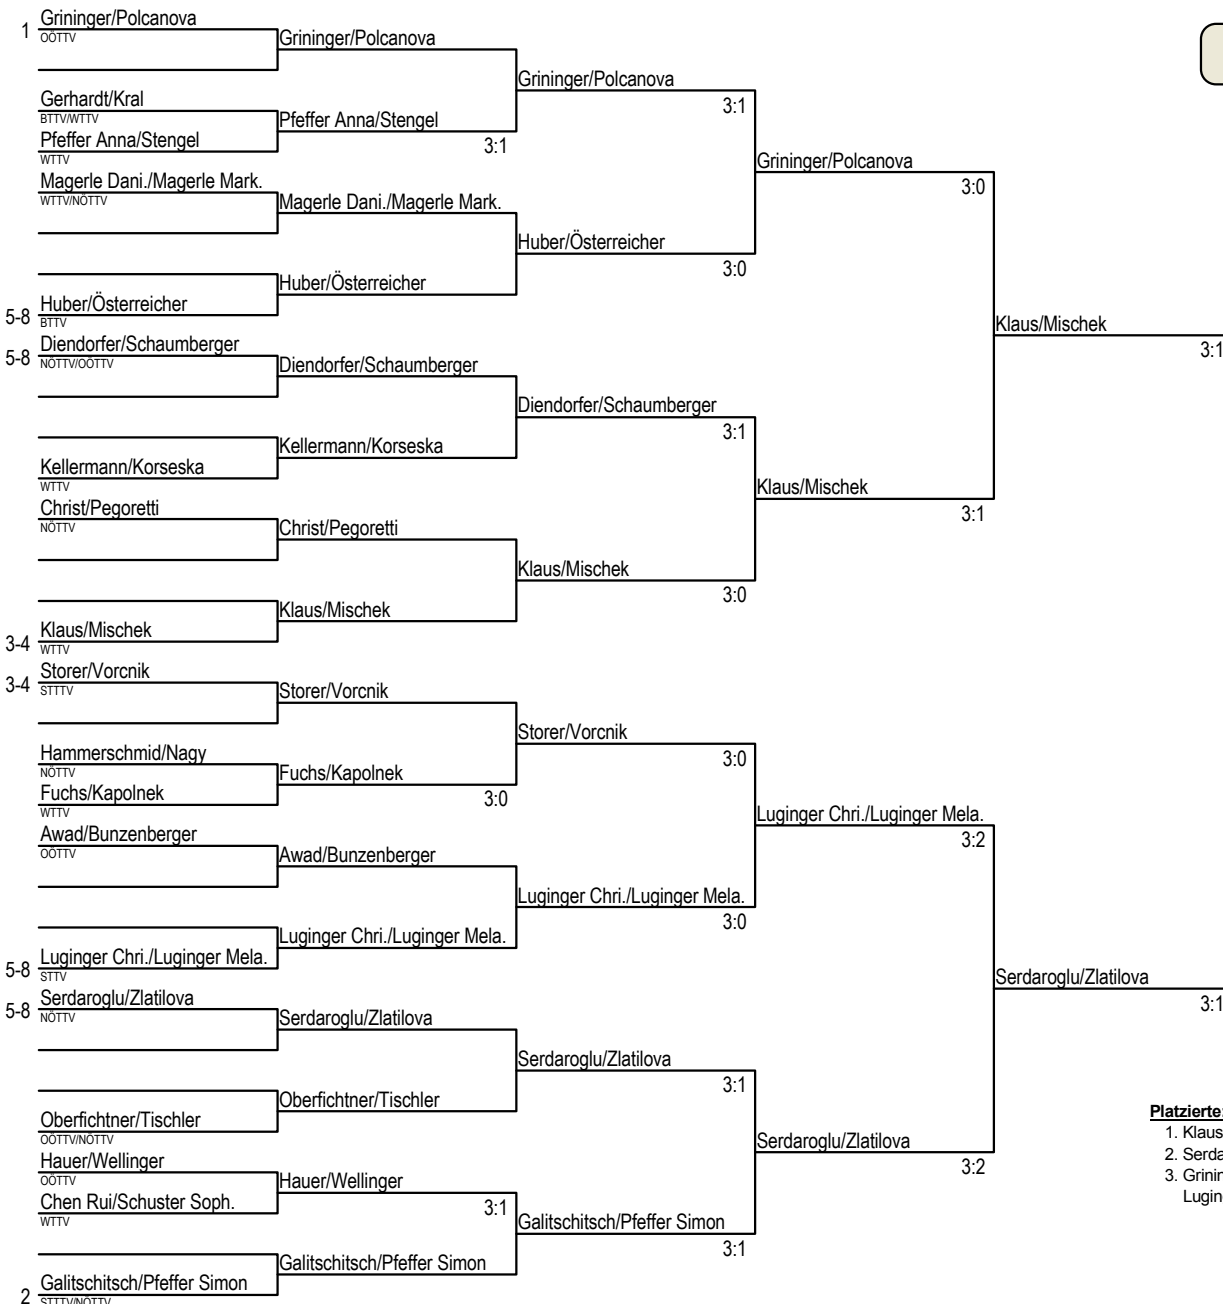 1 Grininger/Polcanova
OÖTTV
Grininger/Polcanova
Grininger/Polcanova
3:1
Gerhardt/Kral
BTTV/WTTV
Pfeffer Anna/Stengel
3:1
Pfeffer Anna/Stengel
WTTV
Grininger/Polcanova
3:0
Magerle Dani./Magerle Mark.
WTTV/NÖTTV
Magerle Dani./Magerle Mark.
Huber/Österreicher
3:0
Huber/Österreicher
5-8 Huber/Österreicher
BTTV
Klaus/Mischek
3:1
5-8 Diendorfer/Schaumberger
NÖTTV/OÖTTV
Diendorfer/Schaumberger
Diendorfer/Schaumberger
3:1
Kellermann/Korseska
Kellermann/Korseska
WTTV
Klaus/Mischek
3:1
Christ/Pegoretti
NÖTTV
Christ/Pegoretti
Klaus/Mischek
3:0
Klaus/Mischek
3-4 Klaus/Mischek
WTTV
3-4 Storer/Vorcnik
STTTV
Storer/Vorcnik
Storer/Vorcnik
3:0
Hammerschmid/Nagy
NÖTTV
Fuchs/Kapolnek
3:0
Fuchs/Kapolnek
WTTV
Luginger Chri./Luginger Mela.
3:2
Awad/Bunzenberger
OÖTTV
Awad/Bunzenberger
Luginger Chri./Luginger Mela.
3:0
Luginger Chri./Luginger Mela.
5-8 Luginger Chri./Luginger Mela.
STTV
Serdaroglu/Zlatilova
3:1
5-8 Serdaroglu/Zlatilova
NÖTTV
Serdaroglu/Zlatilova
Serdaroglu/Zlatilova
3:1
Oberfichtner/Tischler
Oberfichtner/Tischler
OÖTTV/NÖTTV
Serdaroglu/Zlatilova
3:2
Hauer/Wellinger
OÖTTV
Hauer/Wellinger
3:1
Chen Rui/Schuster Soph.
WTTV
Galitschitsch/Pfeffer Simon
3:1
Galitschitsch/Pfeffer Simon
2 Galitschitsch/Pfeffer Simon
STTTV/NÖTTV
Platzierte:
1. Klaus
2. Serda
3. Grinin
Lugin